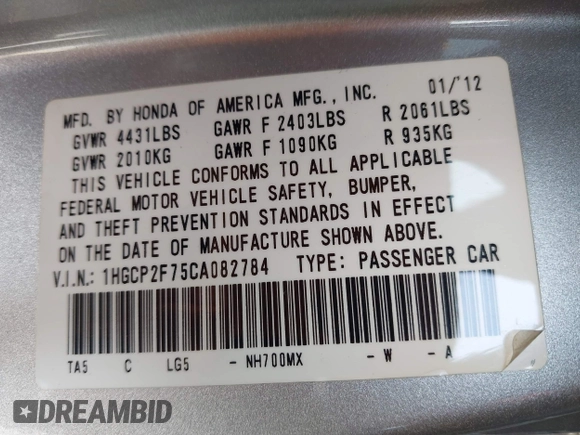 MFD. BY HONDA OF AMERICA MFG., INC. 01/'12
GVWR 4431LBS GAWR F 2403LBS R 2061LBS
GVWR 2010KG GAWR F 1090KG R 935KG
THIS VEHICLE CONFORMS TO ALL APPLICABLE
FEDERAL MOTOR VEHICLE SAFETY, BUMPER,
AND THEFT PREVENTION STANDARDS IN EFFECT
ON THE DATE OF MANUFACTURE SHOWN ABOVE.
V.I.N.: 1HGCP2F75CA082784 TYPE: PASSENGER CAR
TA5 C LG5 - NH700MX - W - A
DREAMBID